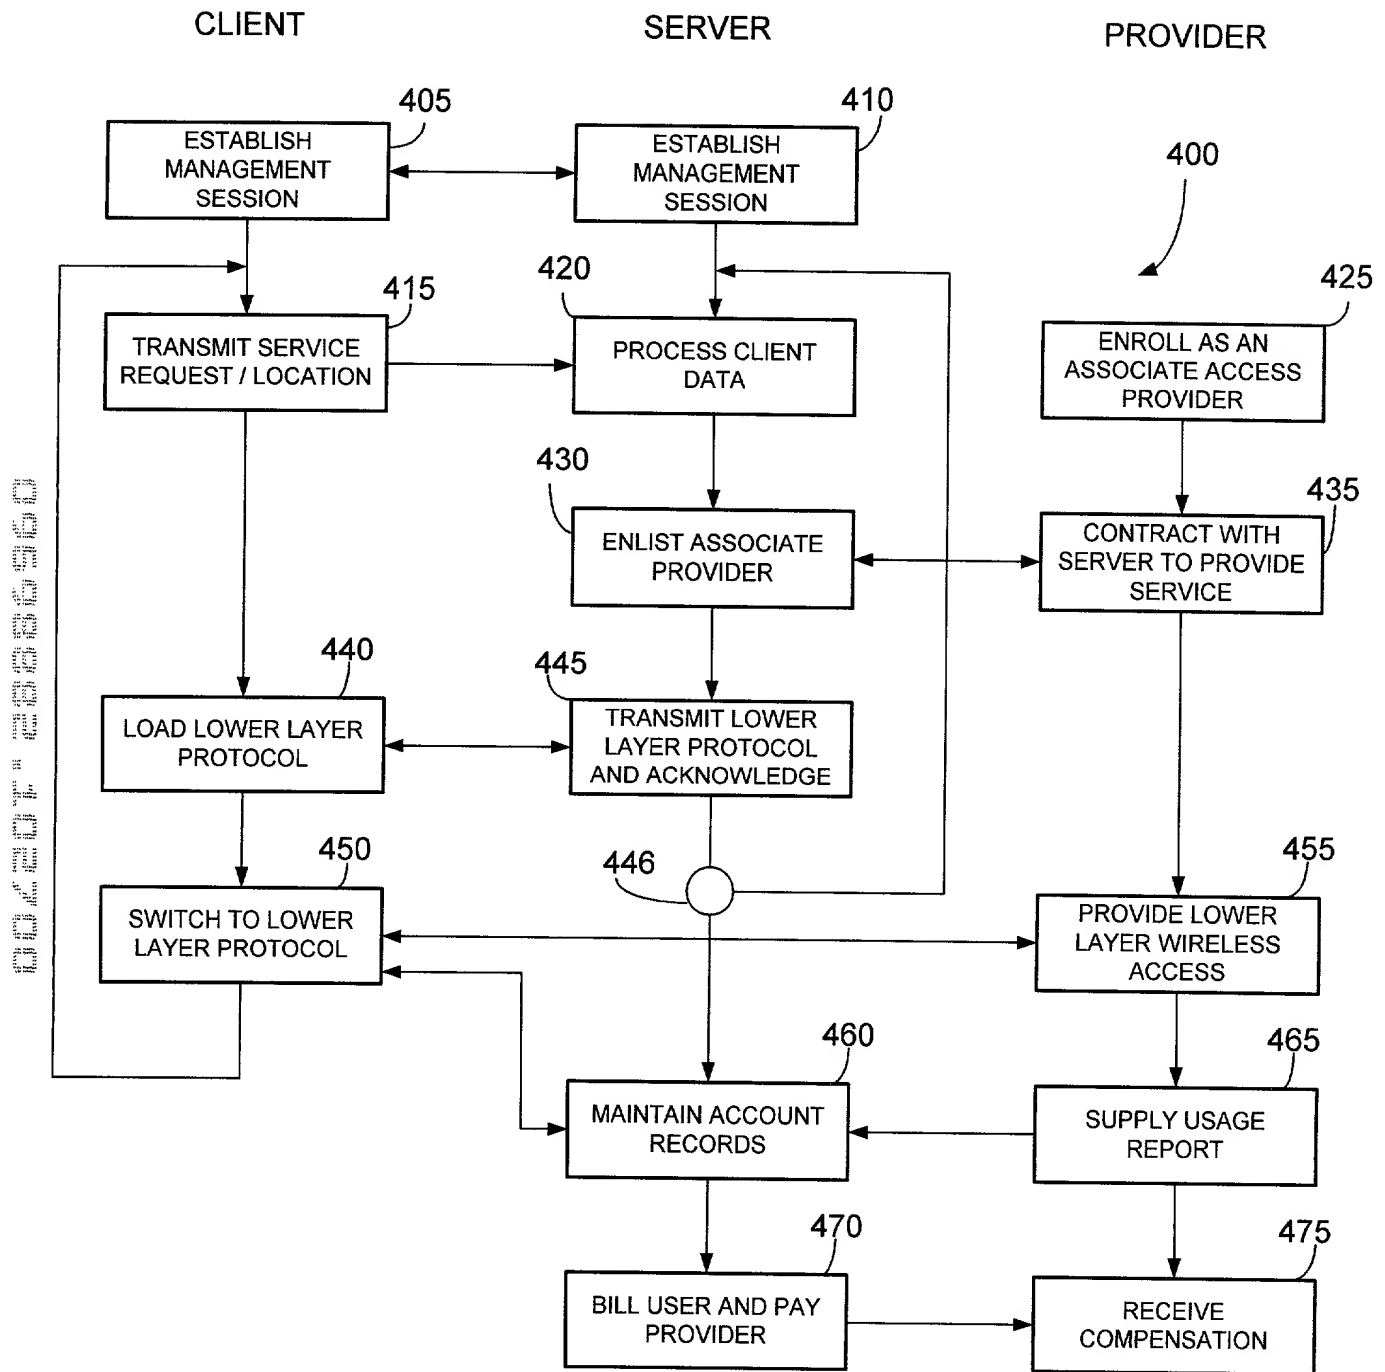 CLIENT
SERVER
PROVIDER
405
ESTABLISH
MANAGEMENT
SESSION
410
ESTABLISH
MANAGEMENT
SESSION
400
415
TRANSMIT SERVICE
REQUEST / LOCATION
420
PROCESS CLIENT
DATA
425
ENROLL AS AN
ASSOCIATE ACCESS
PROVIDER
430
ENLIST ASSOCIATE
PROVIDER
435
CONTRACT WITH
SERVER TO PROVIDE
SERVICE
440
LOAD LOWER LAYER
PROTOCOL
445
TRANSMIT LOWER
LAYER PROTOCOL
AND ACKNOWLEDGE
446
450
SWITCH TO LOWER
LAYER PROTOCOL
455
PROVIDE LOWER
LAYER WIRELESS
ACCESS
460
MAINTAIN ACCOUNT
RECORDS
465
SUPPLY USAGE
REPORT
470
BILL USER AND PAY
PROVIDER
475
RECEIVE
COMPENSATION